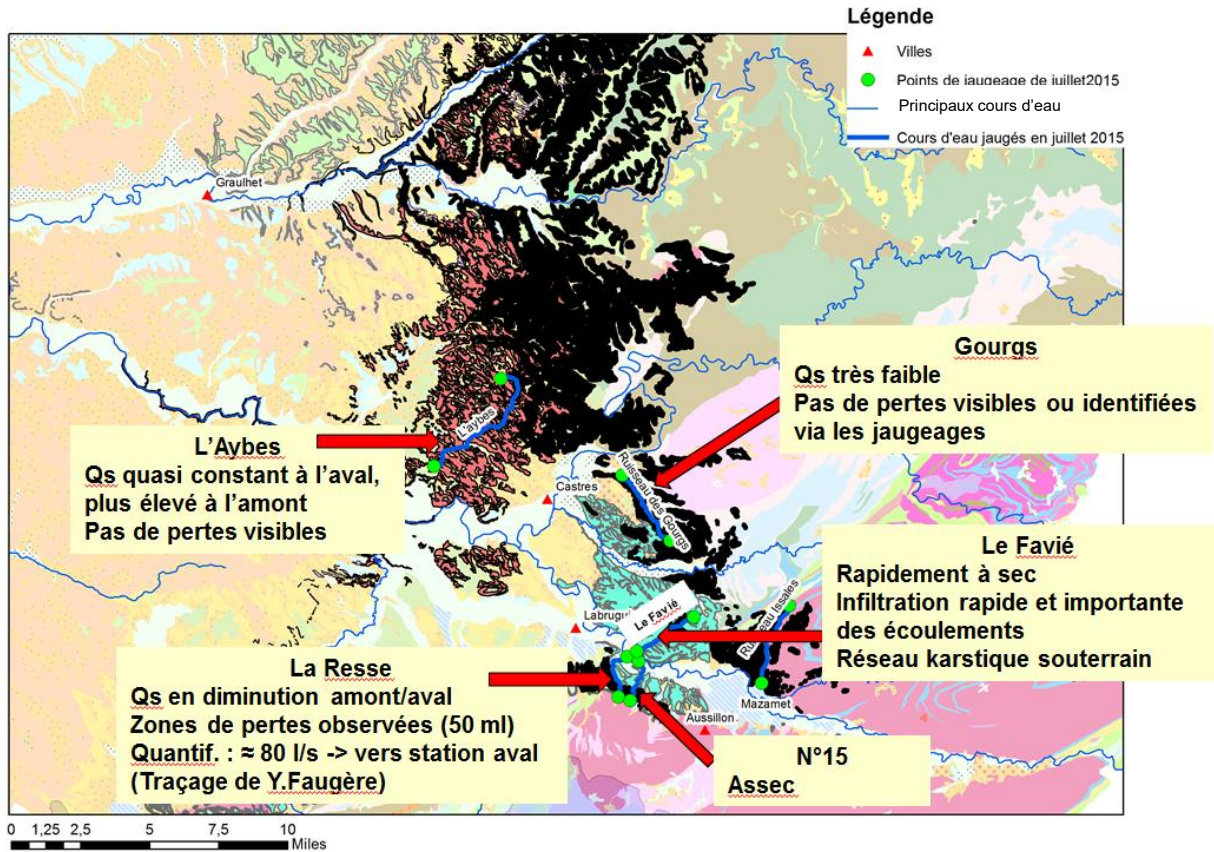 Légende
Villes
Points de jaugeage de juillet2015
Principaux cours d'eau
Cours d'eau jaugés en juillet 2015
Graulhet
Gourgs
Qs très faible
Pas de pertes visibles ou identifiées
via les jaugeages
L'aybes
L'Aybes
Qs quasi constant à l'aval,
plus élevé à l'amont
Pas de pertes visibles
Castres
Ruisseau des Gourgs
Le Favié
Rapidement à sec
Infiltration rapide et importante
des écoulements
Réseau karstique souterrain
Le Favié
Issales
La Resse
Qs en diminution amont/aval
Zones de pertes observées (50 ml)
Quantif. : ≈ 80 l/s -> vers station aval
(Traçage de Y.Faugère)
Mazamet
Aussillon
N°15
Assec
0 1,25 2,5 5 7,5 10
Miles